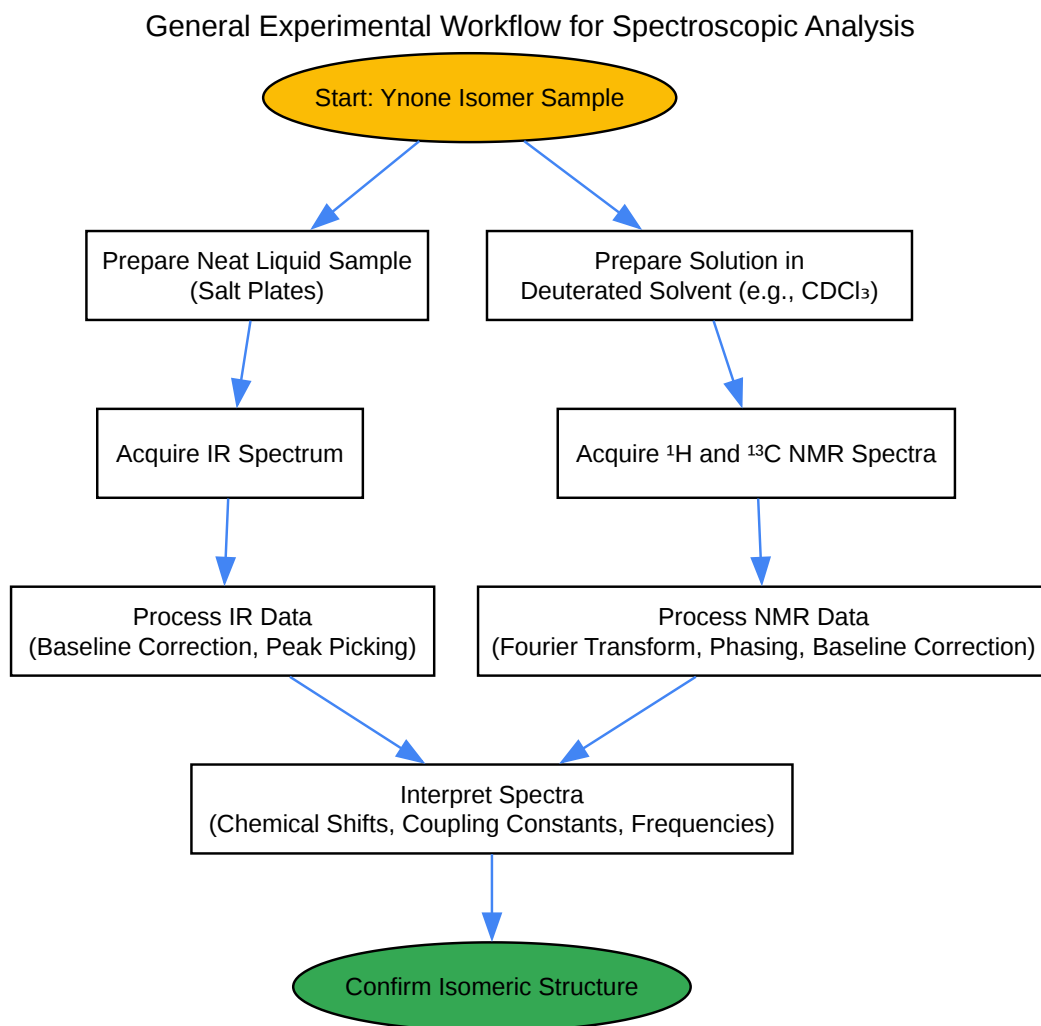 General Experimental Workflow for Spectroscopic Analysis
Start: Ynone Isomer Sample
Prepare Neat Liquid Sample
(Salt Plates)
Prepare Solution in
Deuterated Solvent (e.g., CDCl₃)
Acquire IR Spectrum
Acquire ¹H and ¹³C NMR Spectra
Process IR Data
(Baseline Correction, Peak Picking)
Process NMR Data
(Fourier Transform, Phasing, Baseline Correction)
Interpret Spectra
(Chemical Shifts, Coupling Constants, Frequencies)
Confirm Isomeric Structure